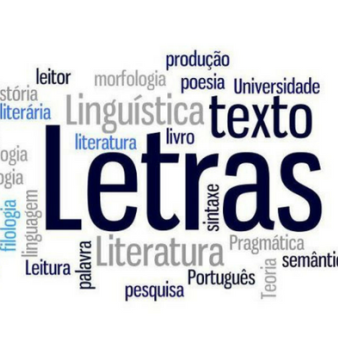 produção
leitor
morfologia
poesia
Universidade
stória
literária
Linguística
texto
literatura
livro
ogia
ogia
Letras
filologia
linguagem
sintaxe
palavra
Literatura
Pragmática
Leitura
Teoria
semântic
Português
pesquisa